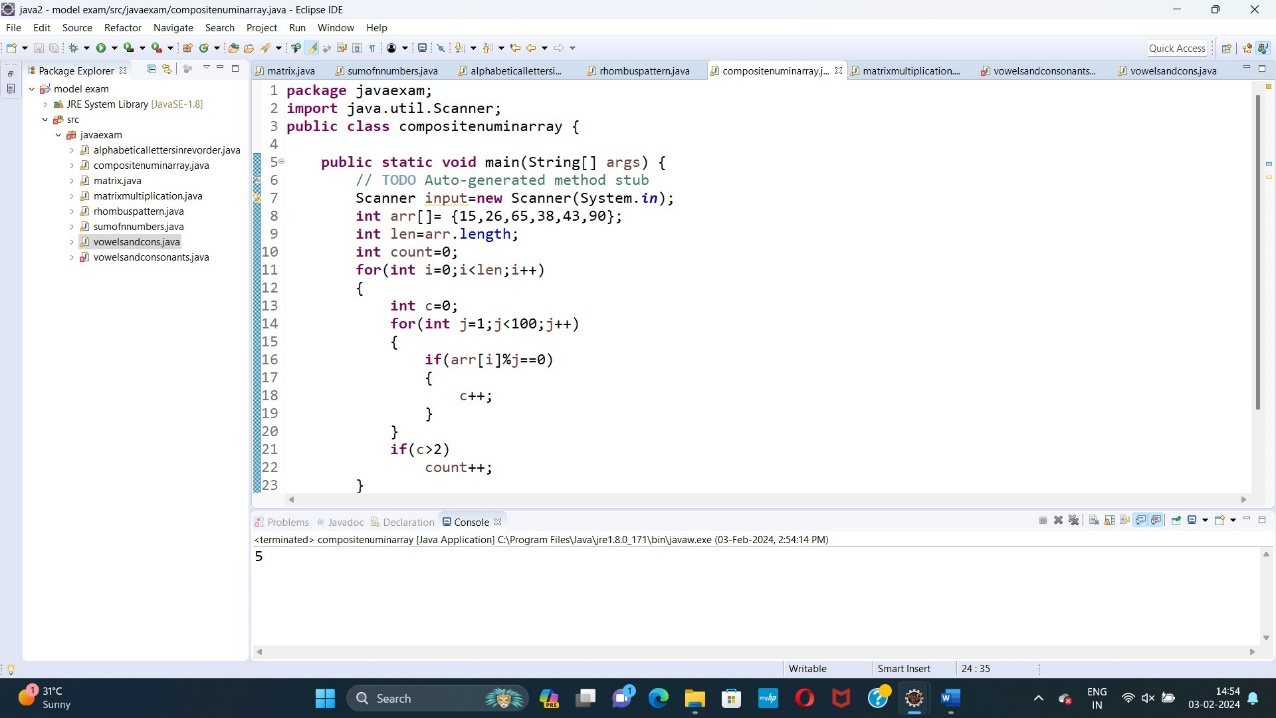 java2 - model exam/src/javaexam/compositenuminarray.java - Eclipse IDE
File Edit Source Refactor Navigate Search Project Run Window Help
Quick Access
Package Explorer
matrix.java sumofnnumbers.java alphabeticallettersi... rhombuspattern.java compositenuminarray.j... matrixmultiplication.... vowelsandconsonants... vowelsandcons.java
model exam
JRE System Library [JavaSE-1.8]
src
javaexam
alphabeticallettersinrevorder.java
compositenuminarray.java
matrix.java
matrixmultiplication.java
rhombuspattern.java
sumofnnumbers.java
vowelsandcons.java
vowelsandconsonants.java
1 package javaexam;
2 import java.util.Scanner;
3 public class compositenuminarray {
4
5 public static void main(String[] args) {
6 // TODO Auto-generated method stub
7 Scanner input=new Scanner(System.in);
8 int arr[]= {15,26,65,38,43,90};
9 int len=arr.length;
10 int count=0;
11 for(int i=0;i<len;i++)
12 {
13 int c=0;
14 for(int j=1;j<100;j++)
15 {
16 if(arr[i]%j==0)
17 {
18 c++;
19 }
20 }
21 if(c>2)
22 count++;
23 }
Problems Javadoc Declaration Console
<terminated> compositenuminarray [Java Application] C:\Program Files\Java\jre1.8.0_171\bin\javaw.exe (03-Feb-2024, 2:54:14 PM)
5
Writable Smart Insert 24 : 35
1 31°C
Sunny
Search
PRE
1
myhp
ENG
IN
14:54
03-02-2024